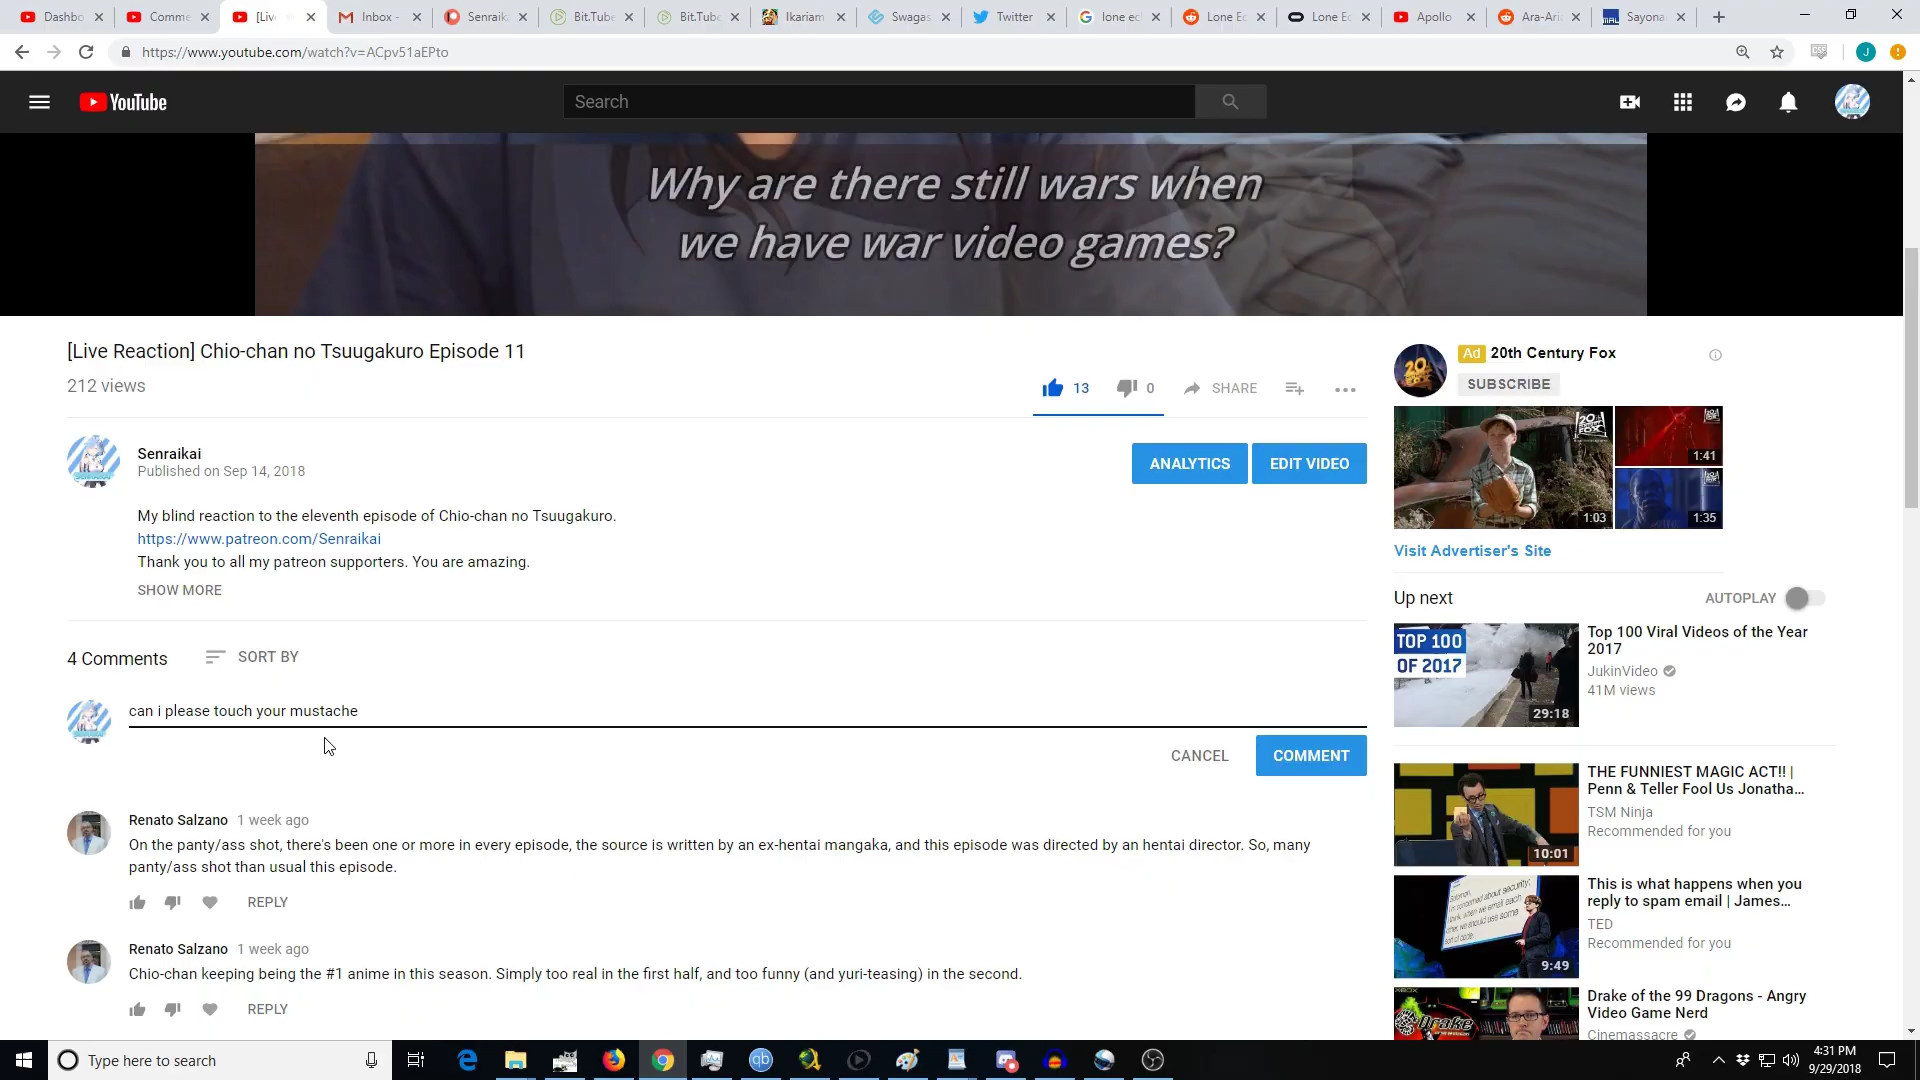 Dashbo
Comme
[Liv
Inbox -
Senraik
Bit.Tube
Bit.Tube
Ikariam
Swagas
Twitter
lone ec
Lone Ec
Lone Ec
Apollo
Ara-Ari
Sayona
https://www.youtube.com/watch?v=ACpv51aEPto
J
YouTube
Search
Why are there still wars when
we have war video games?
[Live Reaction] Chio-chan no Tsuugakuro Episode 11
212 views
13
0
SHARE
Senraikai
Published on Sep 14, 2018
ANALYTICS
EDIT VIDEO
My blind reaction to the eleventh episode of Chio-chan no Tsuugakuro.
https://www.patreon.com/Senraikai
Thank you to all my patreon supporters. You are amazing.
SHOW MORE
4 Comments
SORT BY
can i please touch your mustache
CANCEL
COMMENT
Renato Salzano 1 week ago
On the panty/ass shot, there's been one or more in every episode, the source is written by an ex-hentai mangaka, and this episode was directed by an hentai director. So, many
panty/ass shot than usual this episode.
REPLY
Renato Salzano 1 week ago
Chio-chan keeping being the #1 anime in this season. Simply too real in the first half, and too funny (and yuri-teasing) in the second.
REPLY
Ad 20th Century Fox
SUBSCRIBE
1:03
1:41
1:35
Visit Advertiser's Site
Up next
AUTOPLAY
TOP 100
OF 2017
29:18
Top 100 Viral Videos of the Year
2017
JukinVideo
41M views
10:01
THE FUNNIEST MAGIC ACT!! |
Penn & Teller Fool Us Jonatha...
TSM Ninja
Recommended for you
9:49
This is what happens when you
reply to spam email | James...
TED
Recommended for you
Drake of the 99 Dragons - Angry
Video Game Nerd
Cinemassacre
Type here to search
4:31 PM
9/29/2018